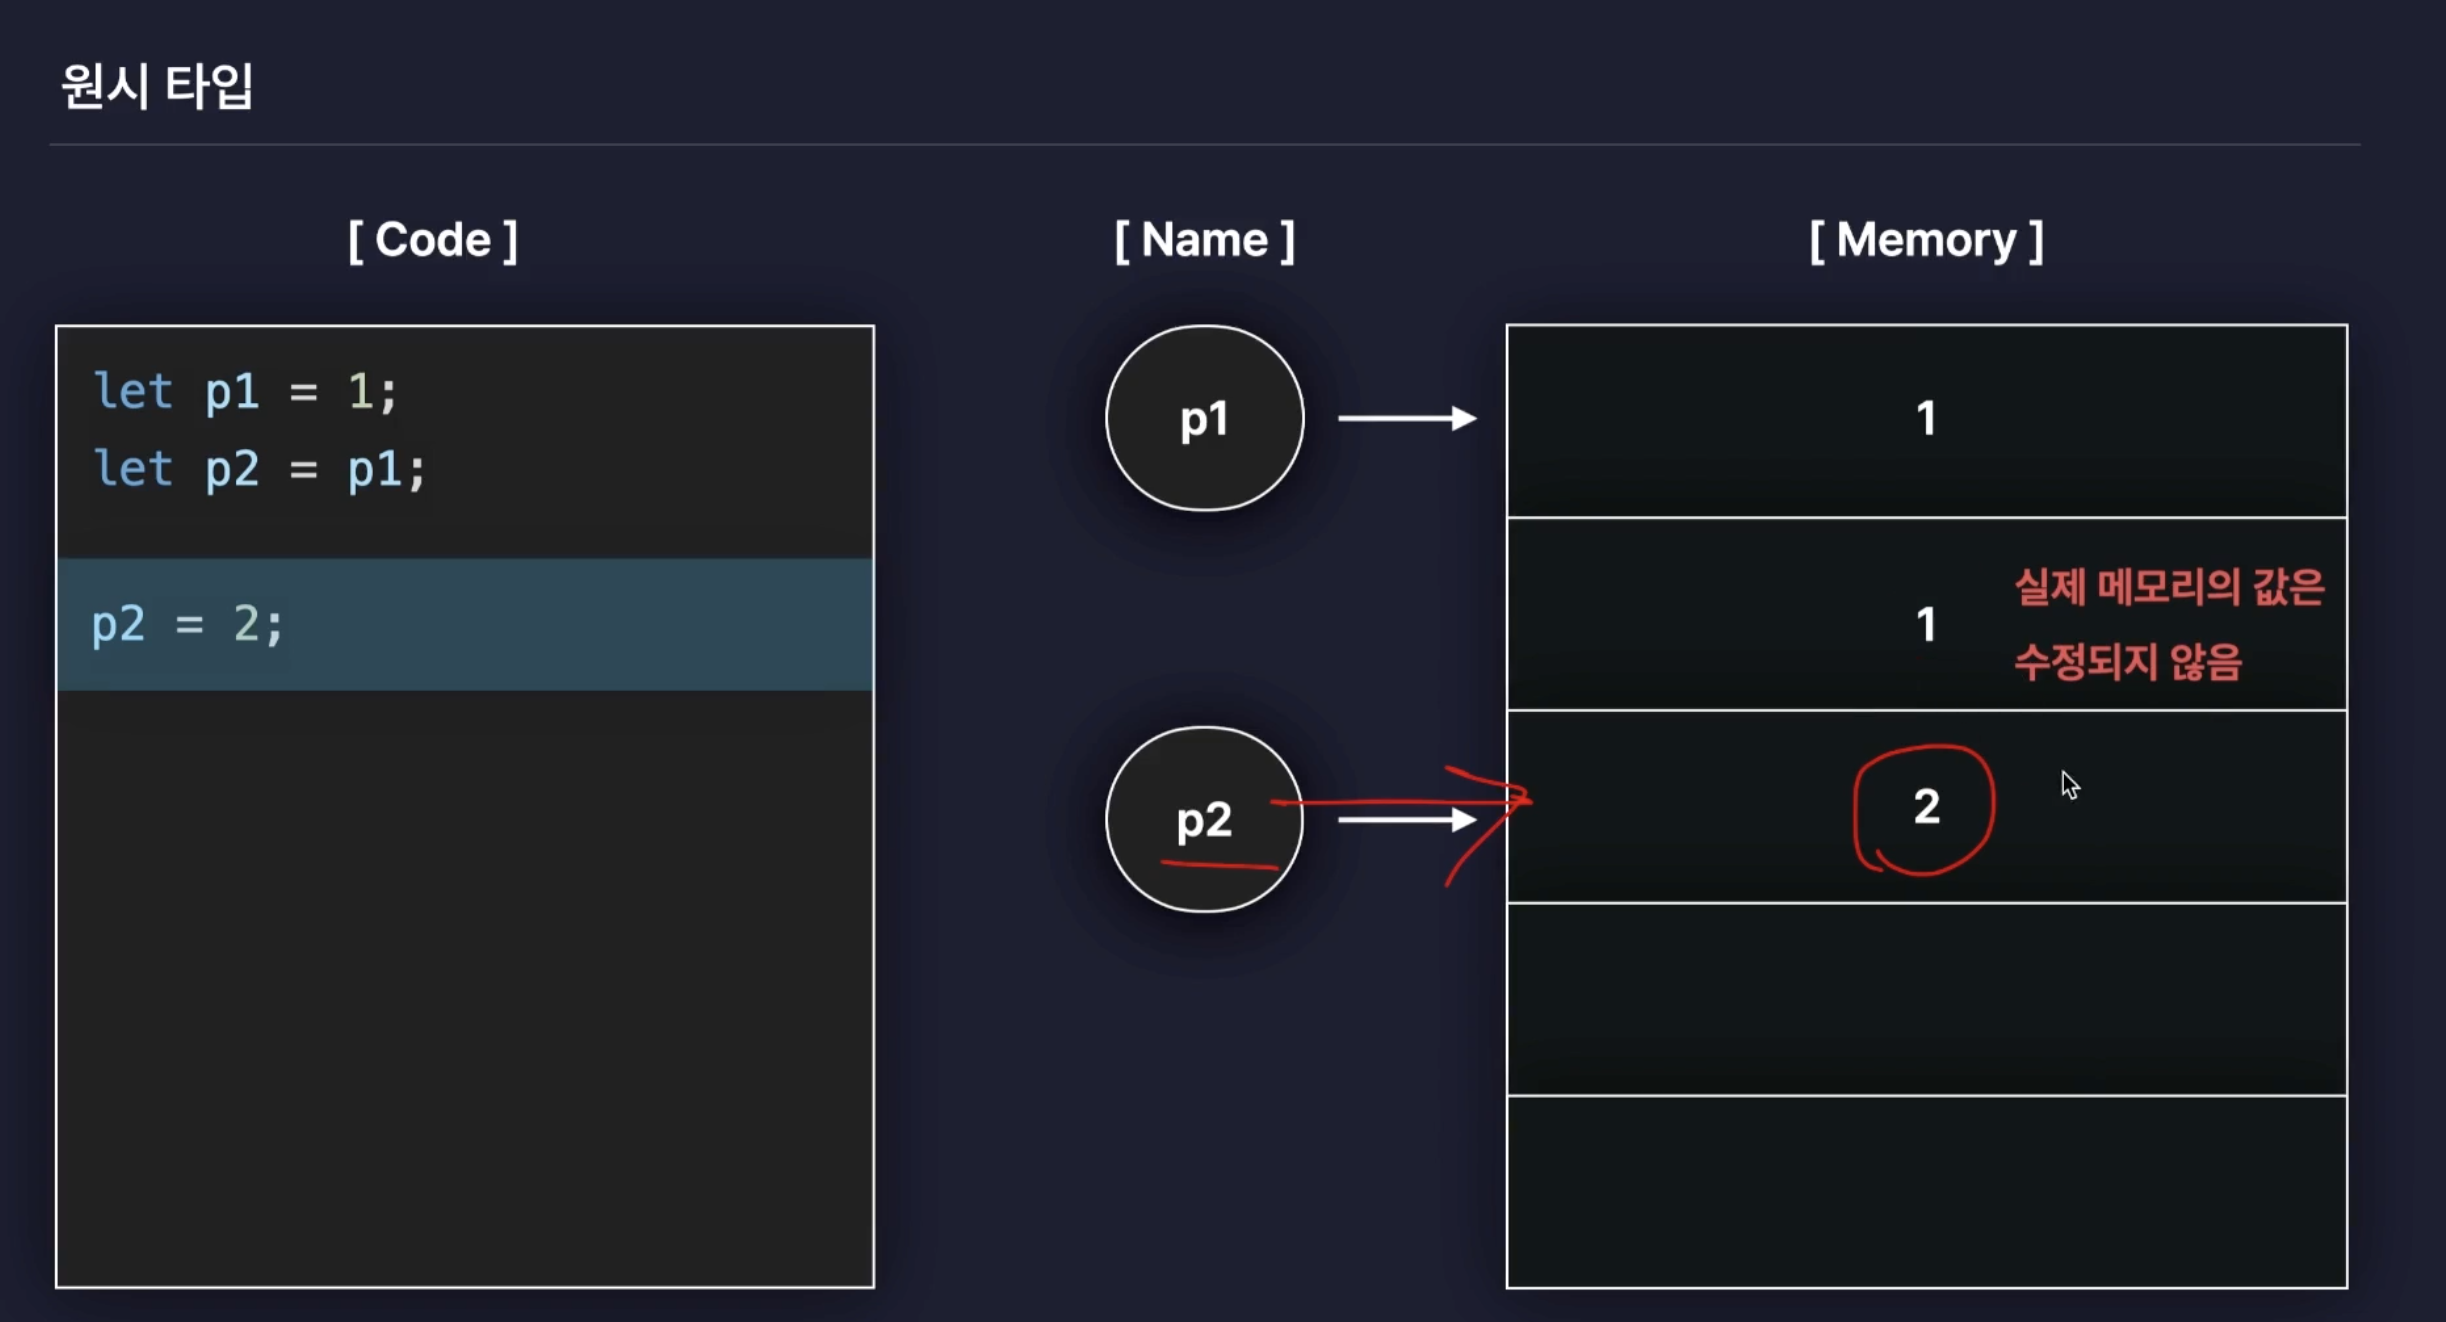 원시 타입
[ Code ]
[ Name ]
[ Memory ]
let p1 = 1;
let p2 = p1;
p2 = 2;
p1
p2
1
1
실제 메모리의 값은
수정되지 않음
2